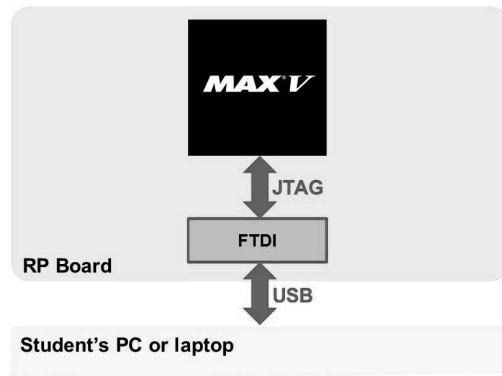 MAX® V
JTAG
FTDI
RP Board
USB
Student's PC or laptop